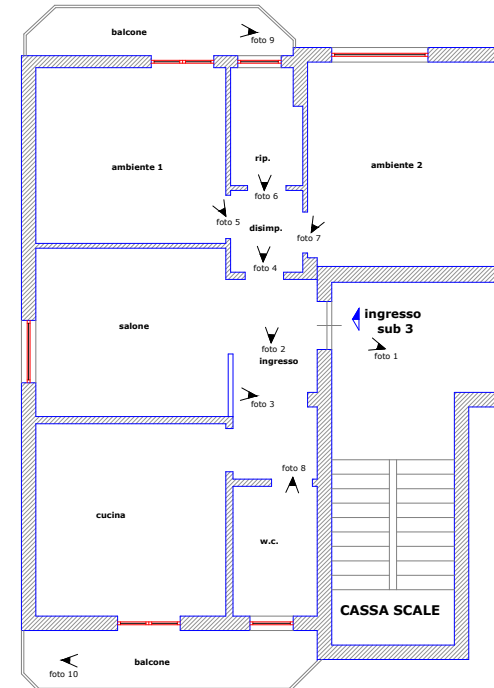 balcone
foto 9
ambiente 1
rip.
ambiente 2
foto 6
foto 5
disimp.
foto 7
foto 4
salone
ingresso
sub 3
foto 2
foto 1
ingresso
foto 3
foto 8
cucina
w.c.
CASSA SCALE
balcone
foto 10